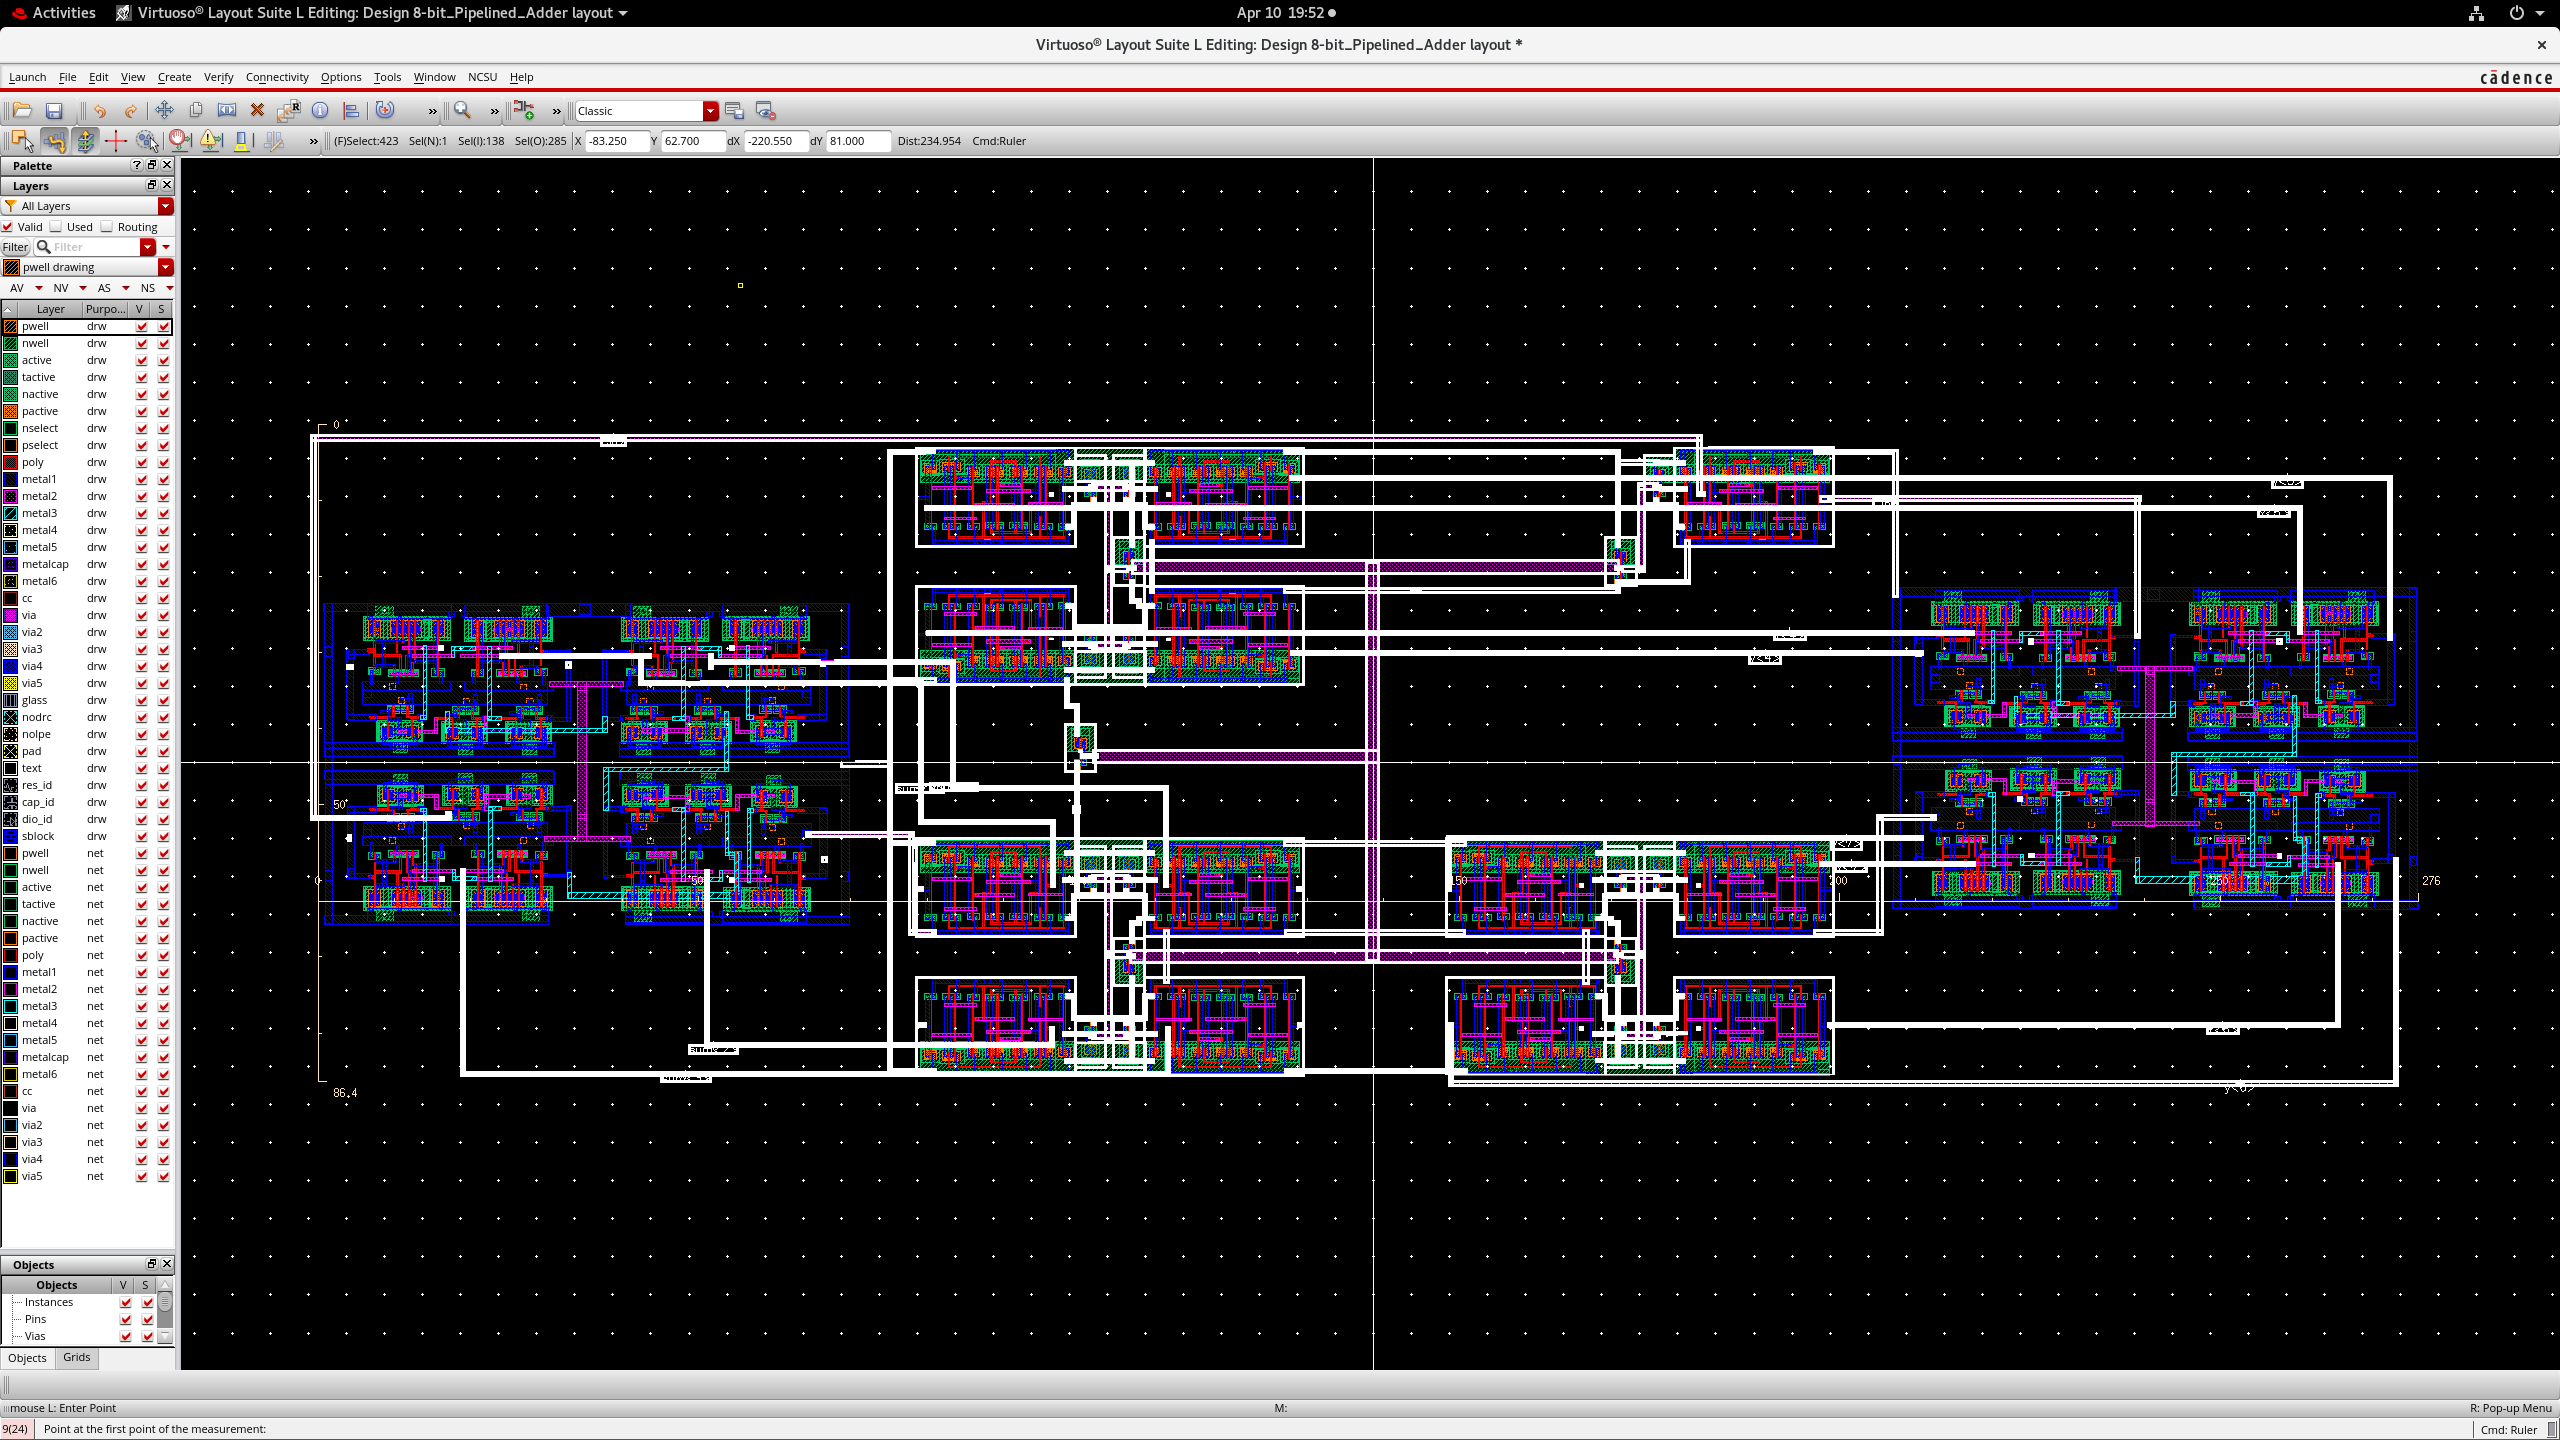 Activities
Virtuoso® Layout Suite L Editing: Design 8-bit_Pipelined_Adder layout
Apr 10 19:52
Virtuoso® Layout Suite L Editing: Design 8-bit_Pipelined_Adder layout *
Launch File Edit View Create Verify Connectivity Options Tools Window NCSU Help
cādence
Classic
(F)Select:423 Sel(N):1 Sel(I):138 Sel(O):285 X -83.250 Y 62.700 dX -220.550 dY 81.000 Dist:234.954 Cmd:Ruler
Palette
Layers
All Layers
Valid Used Routing
Filter Filter
pwell drawing
AV NV AS NS
Layer Purpo... V S
pwell drw
nwell drw
active drw
tactive drw
nactive drw
pactive drw
nselect drw
pselect drw
poly drw
metal1 drw
metal2 drw
metal3 drw
metal4 drw
metal5 drw
metalcap drw
metal6 drw
cc drw
via drw
via2 drw
via3 drw
via4 drw
via5 drw
glass drw
nodrc drw
nolpe drw
pad drw
text drw
res_id drw
cap_id drw
dio_id drw
sblock drw
pwell net
nwell net
active net
tactive net
nactive net
pactive net
poly net
metal1 net
metal2 net
metal3 net
metal4 net
metal5 net
metalcap net
metal6 net
cc net
via net
via2 net
via3 net
via4 net
via5 net
Objects
Objects V S
Instances
Pins
Vias
Objects Grids
0
50
86.4
0
50
276
mouse L: Enter Point
M:
R: Pop-up Menu
9(24) Point at the first point of the measurement:
Cmd: Ruler